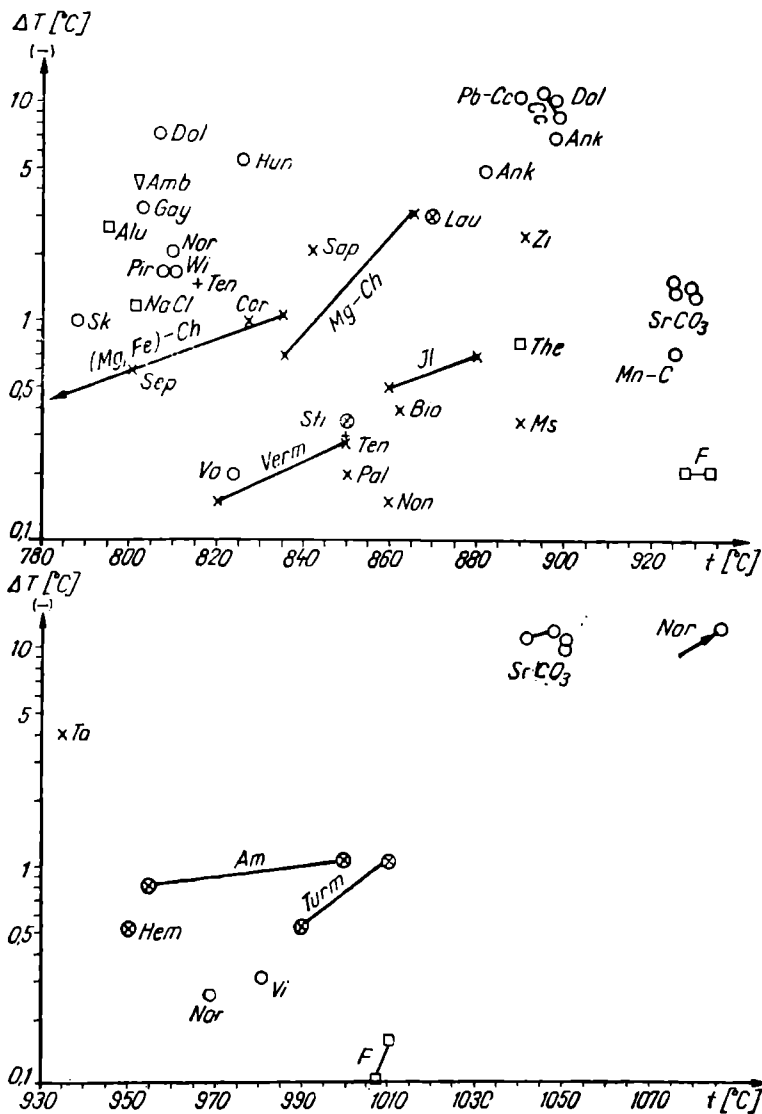 ΔT [°C]
(–)
10
5
1
0,5
0,1
Dol
Hun
Amb
Gay
Alu
Nor
Pir
Wi
Ten
NaCl
Sk
Cor
(Mg, Fe)-Ch
Sep
Sap
Mg-Ch
Lau
Pb-Cc
Cc
Dol
Ank
Ank
Zi
SrCO₃
The
Mn-C
Jl
Bio
Ms
Sti
Ten
Verm
Vo
Pal
Non
F
780
800
820
840
860
880
900
920
t [°C]
ΔT [°C]
(–)
10
5
1
0,5
0,1
Nor
SrCO₃
Ta
Am
Turm
Hem
Vi
Nor
F
930
950
970
990
1010
1030
1050
1070
t [°C]